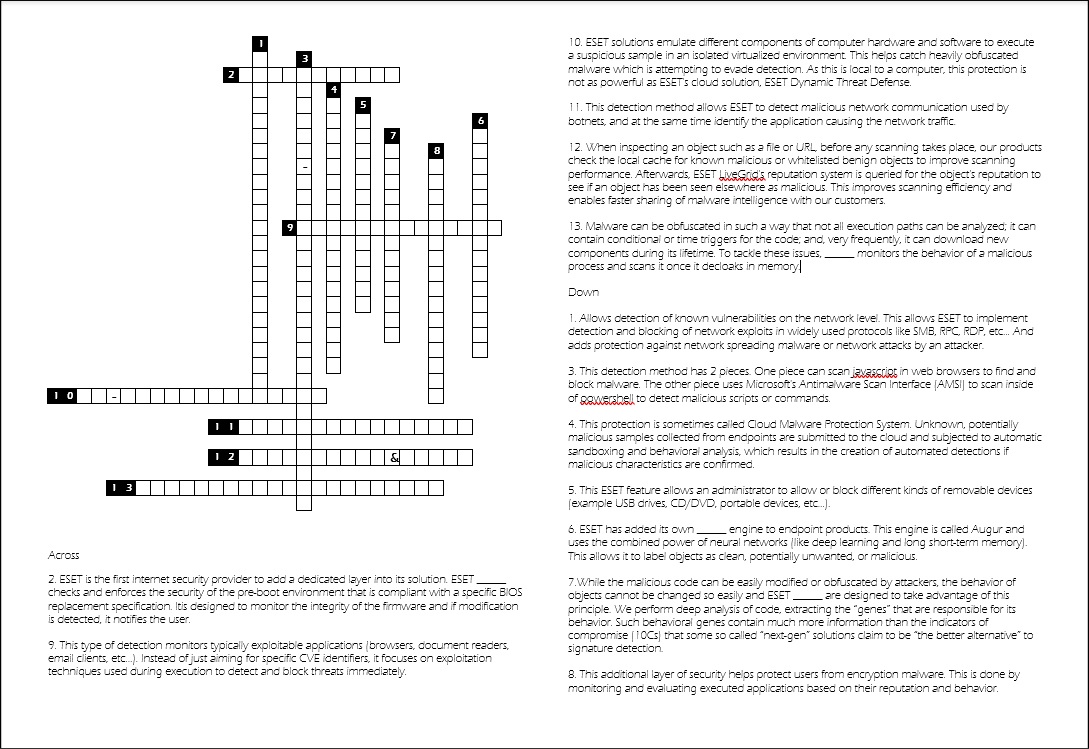 1
3
2
4
5
6
7
8
-
9
1 0
-
1 1
1 2
&
1 3
Across
2. ESET is the first internet security provider to add a dedicated layer into its solution. ESET _____
checks and enforces the security of the pre-boot environment that is compliant with a specific BIOS
replacement specification. Itis designed to monitor the integrity of the firmware and if modification
is detected, it notifies the user.
9. This type of detection monitors typically exploitable applications (browsers, document readers,
email clients, etc...). Instead of just aiming for specific CVE identifiers, it focuses on exploitation
techniques used during execution to detect and block threats immediately.
10. ESET solutions emulate different components of computer hardware and software to execute
a suspicious sample in an isolated virtualized environment. This helps catch heavily obfuscated
malware which is attempting to evade detection. As this is local to a computer, this protection is
not as powerful as ESET's cloud solution, ESET Dynamic Threat Defense.
11. This detection method allows ESET to detect malicious network communication used by
botnets, and at the same time identify the application causing the network traffic.
12. When inspecting an object such as a file or URL, before any scanning takes place, our products
check the local cache for known malicious or whitelisted benign objects to improve scanning
performance. Afterwards, ESET LiveGrid's reputation system is queried for the object's reputation to
see if an object has been seen elsewhere as malicious. This improves scanning efficiency and
enables faster sharing of malware intelligence with our customers.
13. Malware can be obfuscated in such a way that not all execution paths can be analyzed; it can
contain conditional or time triggers for the code; and, very frequently, it can download new
components during its lifetime. To tackle these issues, _____ monitors the behavior of a malicious
process and scans it once it decloaks in memory.
Down
1. Allows detection of known vulnerabilities on the network level. This allows ESET to implement
detection and blocking of network exploits in widely used protocols like SMB, RPC, RDP, etc... And
adds protection against network spreading malware or network attacks by an attacker.
3. This detection method has 2 pieces. One piece can scan javascript in web browsers to find and
block malware. The other piece uses Microsoft's Antimalware Scan Interface (AMSI) to scan inside
of powershell to detect malicious scripts or commands.
4. This protection is sometimes called Cloud Malware Protection System. Unknown, potentially
malicious samples collected from endpoints are submitted to the cloud and subjected to automatic
sandboxing and behavioral analysis, which results in the creation of automated detections if
malicious characteristics are confirmed.
5. This ESET feature allows an administrator to allow or block different kinds of removable devices
(example USB drives, CD/DVD, portable devices, etc...).
6. ESET has added its own _____ engine to endpoint products. This engine is called Augur and
uses the combined power of neural networks (like deep learning and long short-term memory).
This allows it to label objects as clean, potentially unwanted, or malicious.
7.While the malicious code can be easily modified or obfuscated by attackers, the behavior of
objects cannot be changed so easily and ESET _____ are designed to take advantage of this
principle. We perform deep analysis of code, extracting the "genes" that are responsible for its
behavior. Such behavioral genes contain much more information than the indicators of
compromise (10Cs) that some so called "next-gen" solutions claim to be "the better alternative" to
signature detection.
8. This additional layer of security helps protect users from encryption malware. This is done by
monitoring and evaluating executed applications based on their reputation and behavior.